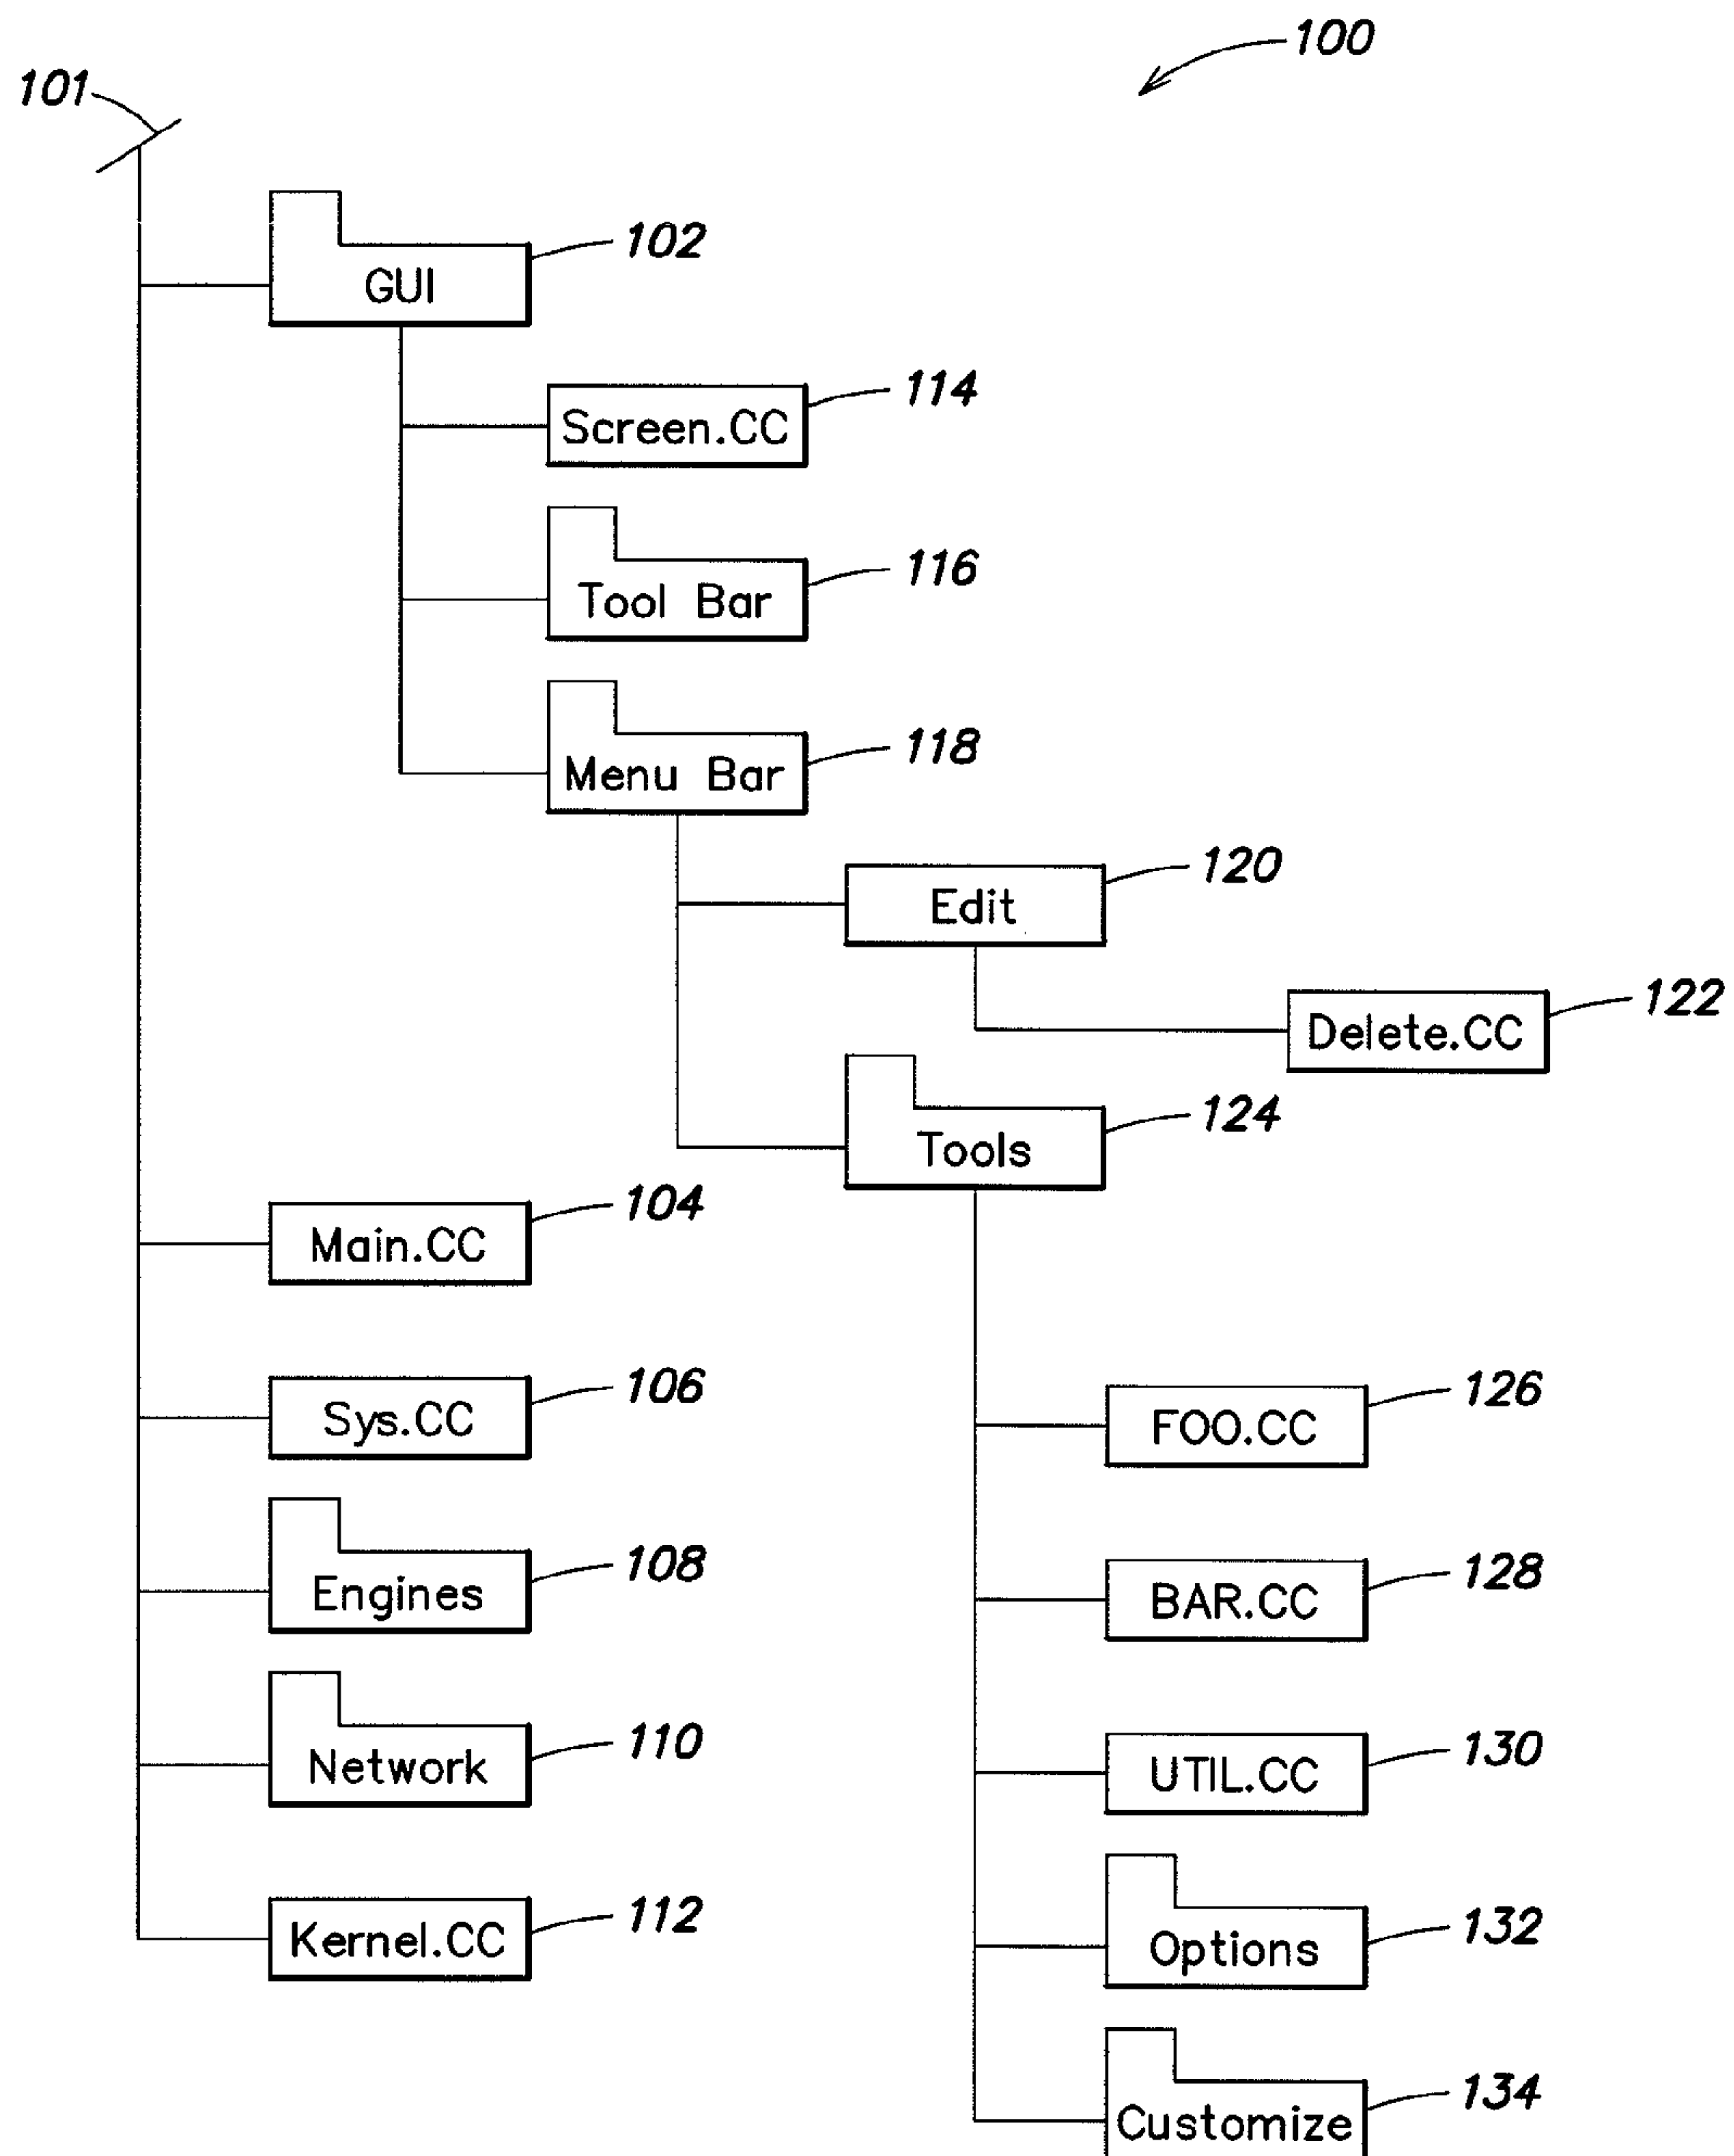 100
101
GUI
102
Screen.CC
114
Tool Bar
116
Menu Bar
118
Edit
120
Delete.CC
122
Tools
124
Main.CC
104
Sys.CC
106
Engines
108
Network
110
Kernel.CC
112
FOO.CC
126
BAR.CC
128
UTIL.CC
130
Options
132
Customize
134